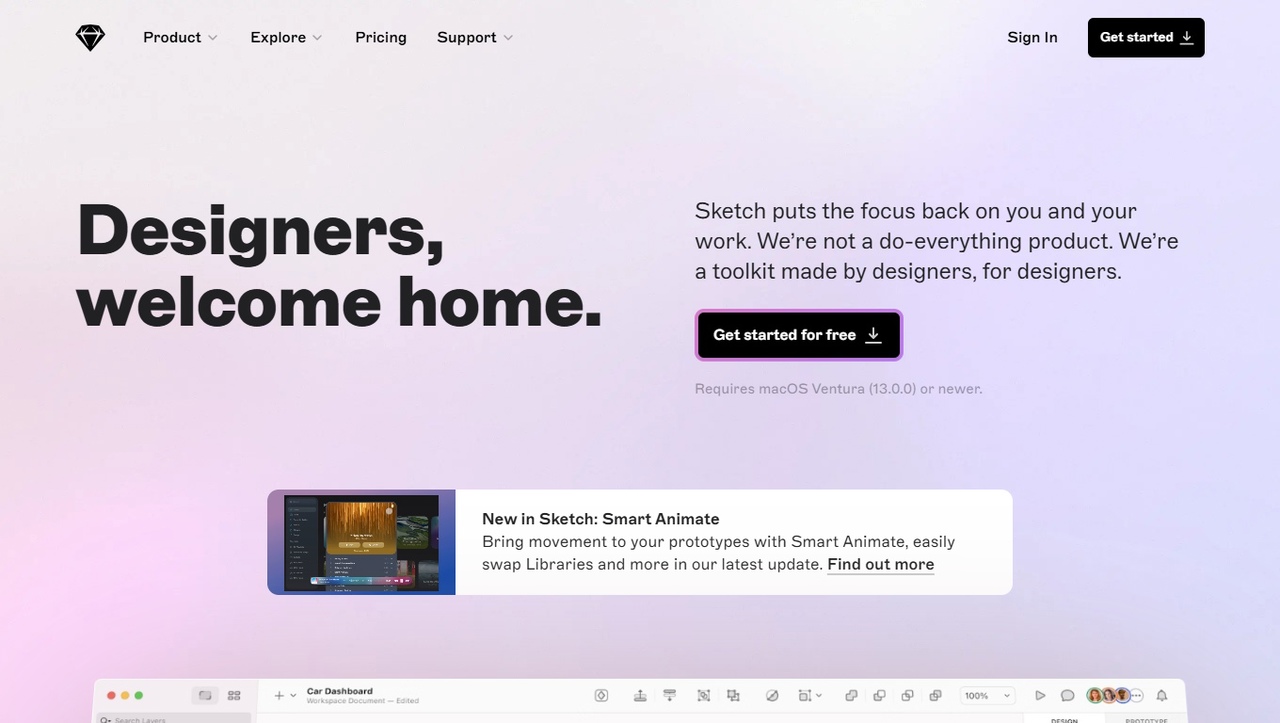 Product
Explore
Pricing
Support
Sign In
Get started
Designers,
welcome home.
Sketch puts the focus back on you and your
work. We’re not a do-everything product. We’re
a toolkit made by designers, for designers.
Get started for free
Requires macOS Ventura (13.0.0) or newer.
New in Sketch: Smart Animate
Bring movement to your prototypes with Smart Animate, easily
swap Libraries and more in our latest update. Find out more
Car Dashboard
Workspace Document — Edited
100%
Search Layers
DESIGN
PROTOTYPE